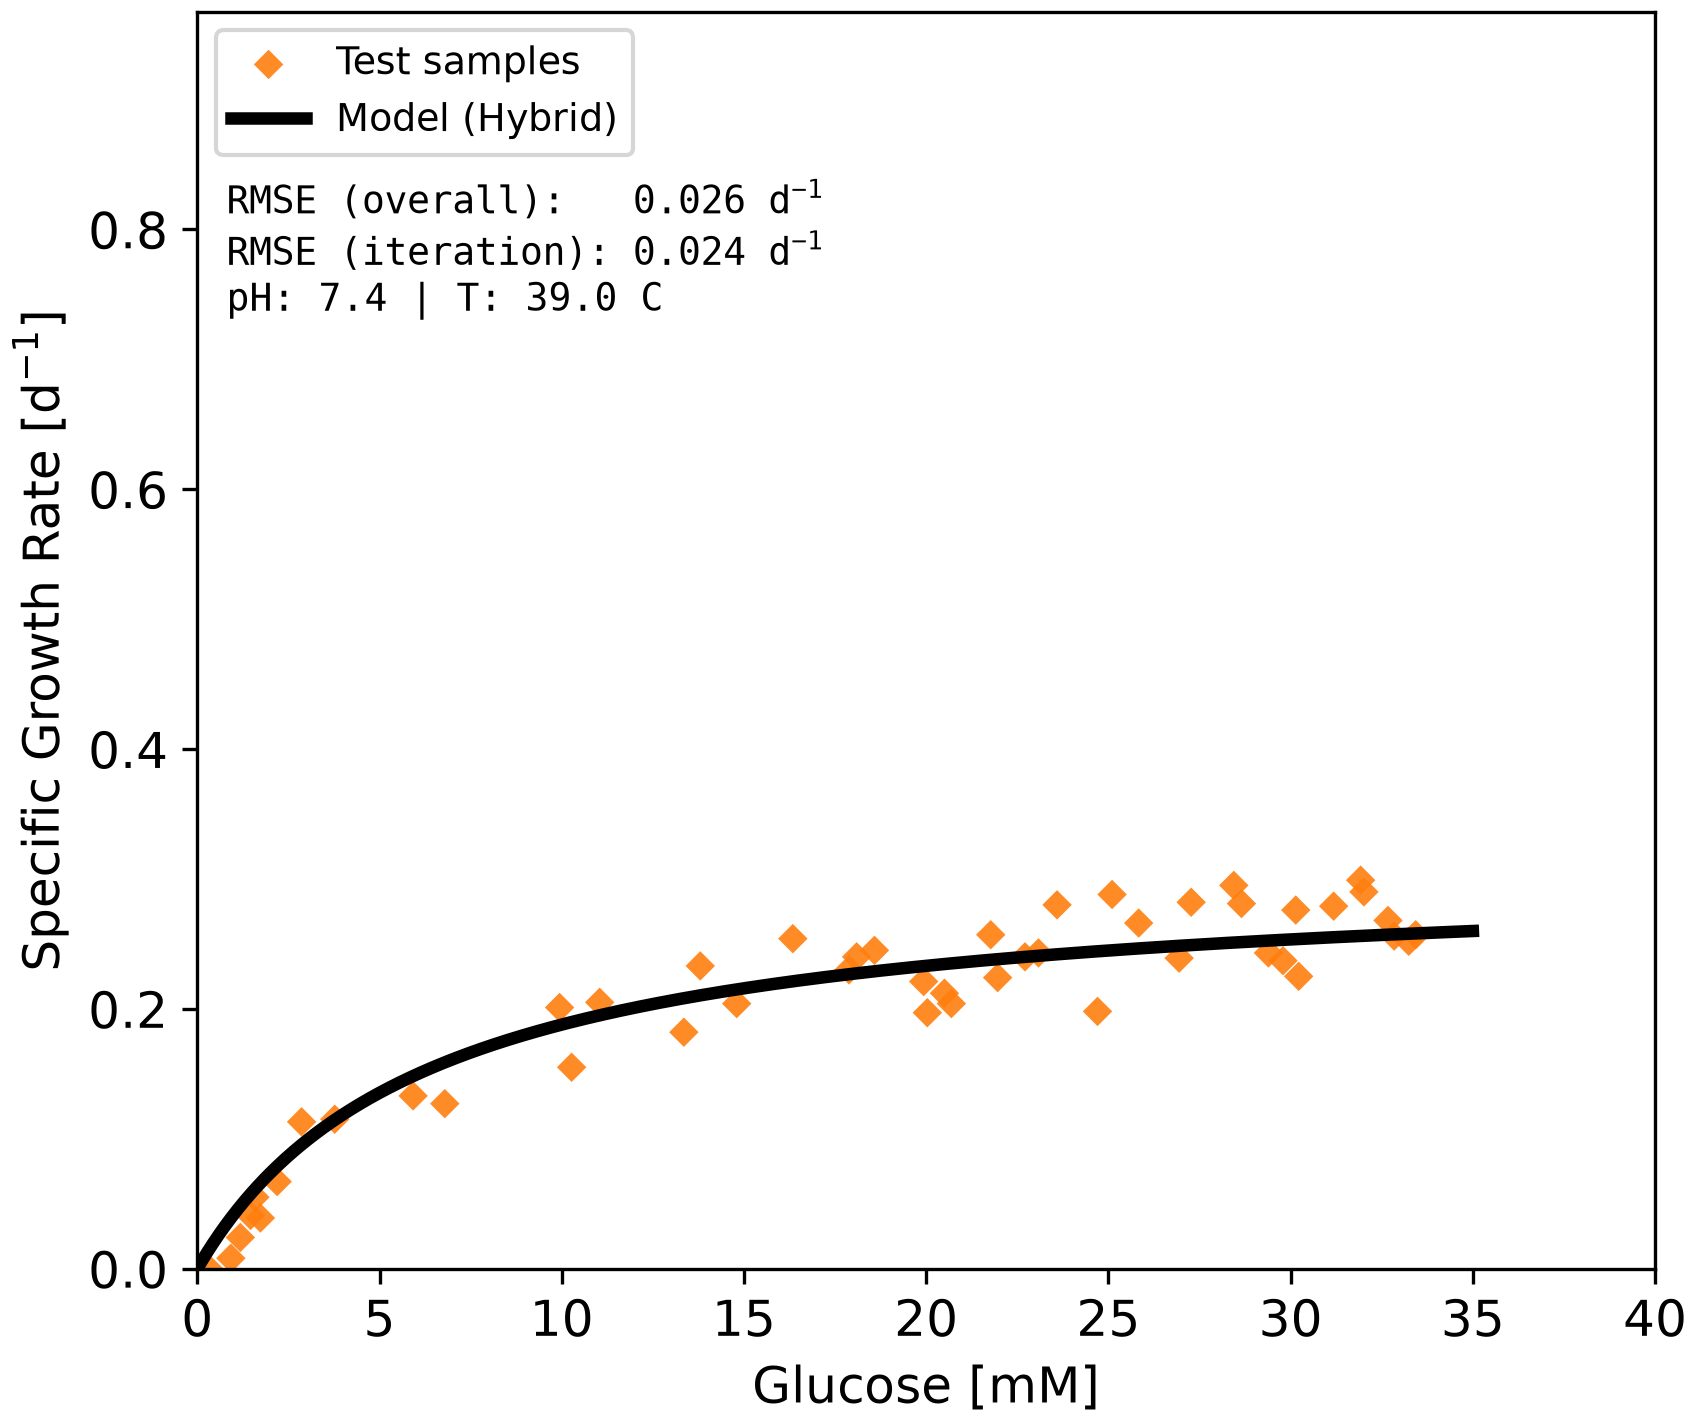 Test samples
Model (Hybrid)
RMSE (overall): 0.026 d⁻¹
RMSE (iteration): 0.024 d⁻¹
pH: 7.4 | T: 39.0 C
Specific Growth Rate [d⁻¹]
0.8
0.6
0.4
0.2
0.0
0 5 10 15 20 25 30 35 40
Glucose [mM]